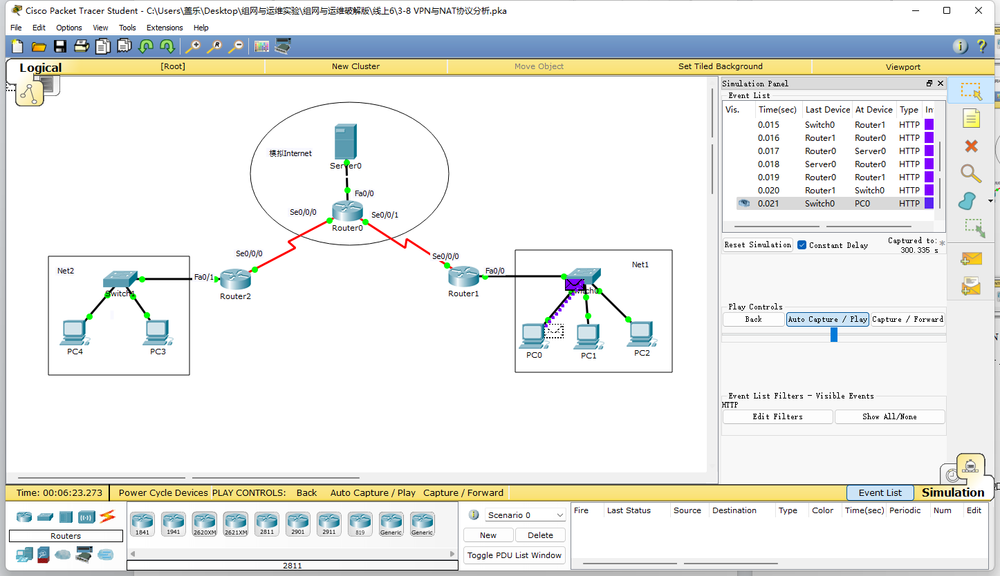 Cisco Packet Tracer Student - C:\Users\盖乐\Desktop\组网与运维实验\组网与运维破解版\线上6\3-8 VPN与NAT协议分析.pka
File Edit Options View Tools Extensions Help
Logical [Root] New Cluster Move Object Set Tiled Background Viewport
模拟Internet
Server0
Fa0/0
Se0/0/0
Se0/0/1
Router0
Se0/0/0
Se0/0/0
Net2
Fa0/1
Switch1
Router2
PC4
PC3
Router1
Fa0/0
Net1
Switch0
PC0
PC1
PC2
Simulation Panel
Event List
Vis. Time(sec) Last Device At Device Type In
0.015 Switch0 Router1 HTTP
0.016 Router1 Router0 HTTP
0.017 Router0 Server0 HTTP
0.018 Server0 Router0 HTTP
0.019 Router0 Router1 HTTP
0.020 Router1 Switch0 HTTP
0.021 Switch0 PC0 HTTP
Reset Simulation Constant Delay Captured to: *
300.335 s
Play Controls
Back Auto Capture / Play Capture / Forward
Event List Filters - Visible Events
HTTP
Edit Filters Show All/None
Time: 00:06:23.273 Power Cycle Devices PLAY CONTROLS: Back Auto Capture / Play Capture / Forward Event List Simulation
Routers
1841 1941 2620XM 2621XM 2811 2901 2911 819 Generic Generic
2811
Scenario 0
New Delete
Toggle PDU List Window
Fire Last Status Source Destination Type Color Time(sec) Periodic Num Edit